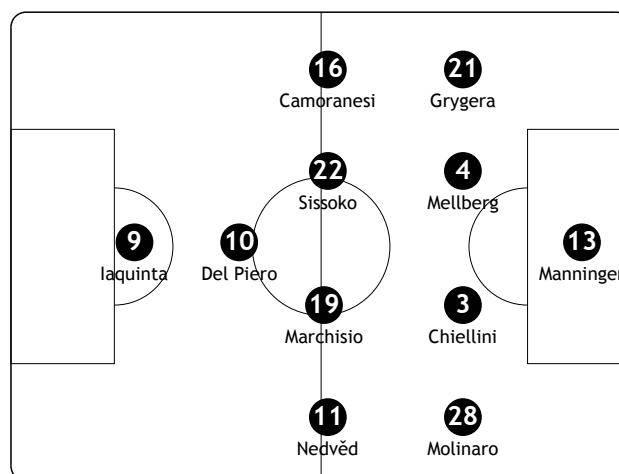 16
Camoranesi
21
Grygera
22
Sissoko
4
Mellberg
9
Iaquinta
10
Del Piero
13
Manninger
19
Marchisio
3
Chiellini
11
Nedvěd
28
Molinaro